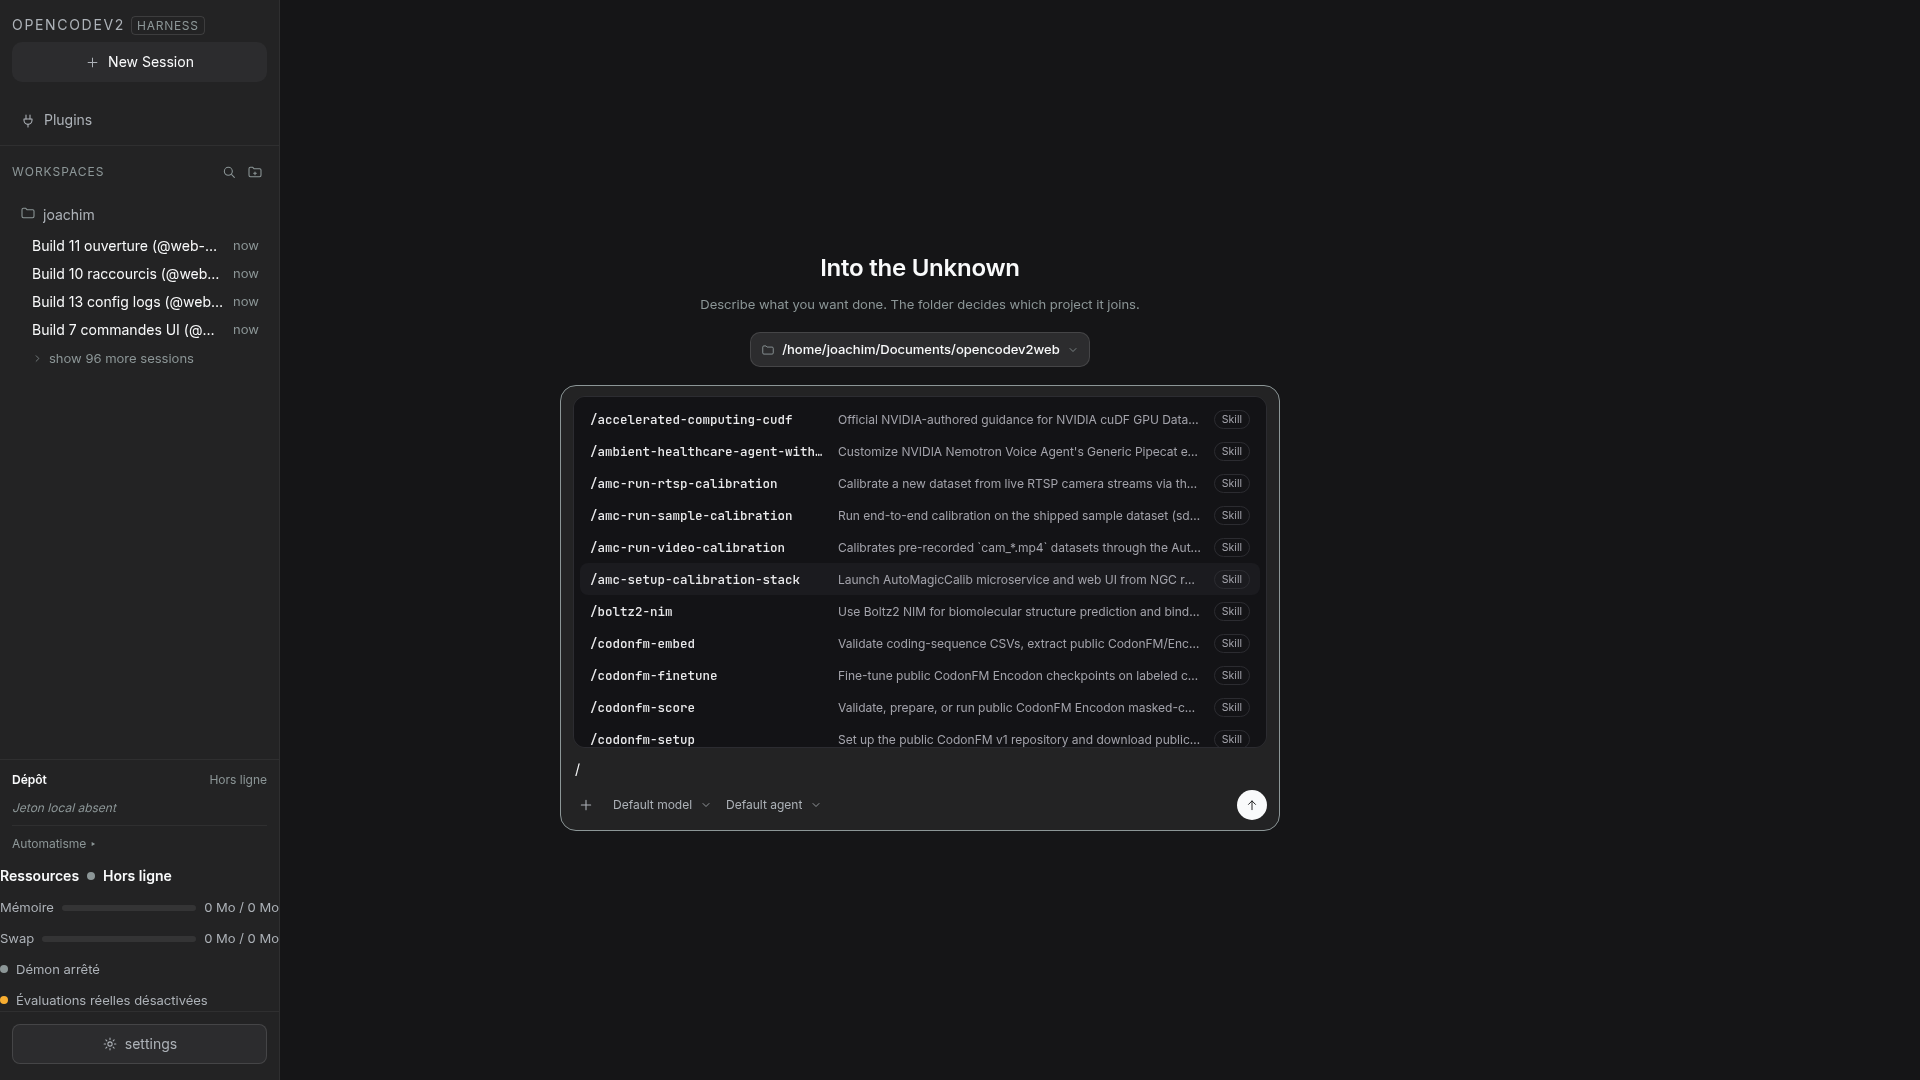 OPENCODEV2 HARNESS
New Session
Plugins
WORKSPACES
joachim
Build 11 ouverture (@web-... now
Build 10 raccourcis (@web... now
Build 13 config logs (@web... now
Build 7 commandes UI (@... now
show 96 more sessions
Dépôt Hors ligne
Jeton local absent
Automatisme
Ressources Hors ligne
Mémoire 0 Mo / 0 Mo
Swap 0 Mo / 0 Mo
Démon arrêté
Évaluations réelles désactivées
settings
Into the Unknown
Describe what you want done. The folder decides which project it joins.
/home/joachim/Documents/opencodev2web
/accelerated-computing-cudf Official NVIDIA-authored guidance for NVIDIA cuDF GPU Data... Skill
/ambient-healthcare-agent-with… Customize NVIDIA Nemotron Voice Agent's Generic Pipecat e... Skill
/amc-run-rtsp-calibration Calibrate a new dataset from live RTSP camera streams via th... Skill
/amc-run-sample-calibration Run end-to-end calibration on the shipped sample dataset (sd... Skill
/amc-run-video-calibration Calibrates pre-recorded `cam_*.mp4` datasets through the Aut... Skill
/amc-setup-calibration-stack Launch AutoMagicCalib microservice and web UI from NGC r... Skill
/boltz2-nim Use Boltz2 NIM for biomolecular structure prediction and bind... Skill
/codonfm-embed Validate coding-sequence CSVs, extract public CodonFM/Enc... Skill
/codonfm-finetune Fine-tune public CodonFM Encodon checkpoints on labeled c... Skill
/codonfm-score Validate, prepare, or run public CodonFM Encodon masked-c... Skill
/codonfm-setup Set up the public CodonFM v1 repository and download public... Skill
/
Default model Default agent